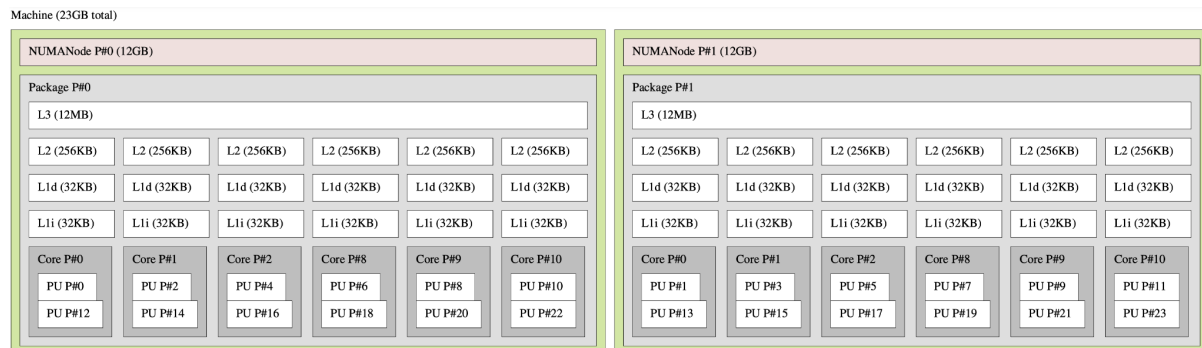 Machine (23GB total)
NUMANode P#0 (12GB)
Package P#0
L3 (12MB)
L2 (256KB) L2 (256KB) L2 (256KB) L2 (256KB) L2 (256KB) L2 (256KB)
L1d (32KB) L1d (32KB) L1d (32KB) L1d (32KB) L1d (32KB) L1d (32KB)
L1i (32KB) L1i (32KB) L1i (32KB) L1i (32KB) L1i (32KB) L1i (32KB)
Core P#0 Core P#1 Core P#2 Core P#8 Core P#9 Core P#10
PU P#0 PU P#2 PU P#4 PU P#6 PU P#8 PU P#10
PU P#12 PU P#14 PU P#16 PU P#18 PU P#20 PU P#22
NUMANode P#1 (12GB)
Package P#1
L3 (12MB)
L2 (256KB) L2 (256KB) L2 (256KB) L2 (256KB) L2 (256KB) L2 (256KB)
L1d (32KB) L1d (32KB) L1d (32KB) L1d (32KB) L1d (32KB) L1d (32KB)
L1i (32KB) L1i (32KB) L1i (32KB) L1i (32KB) L1i (32KB) L1i (32KB)
Core P#0 Core P#1 Core P#2 Core P#8 Core P#9 Core P#10
PU P#1 PU P#3 PU P#5 PU P#7 PU P#9 PU P#11
PU P#13 PU P#15 PU P#17 PU P#19 PU P#21 PU P#23